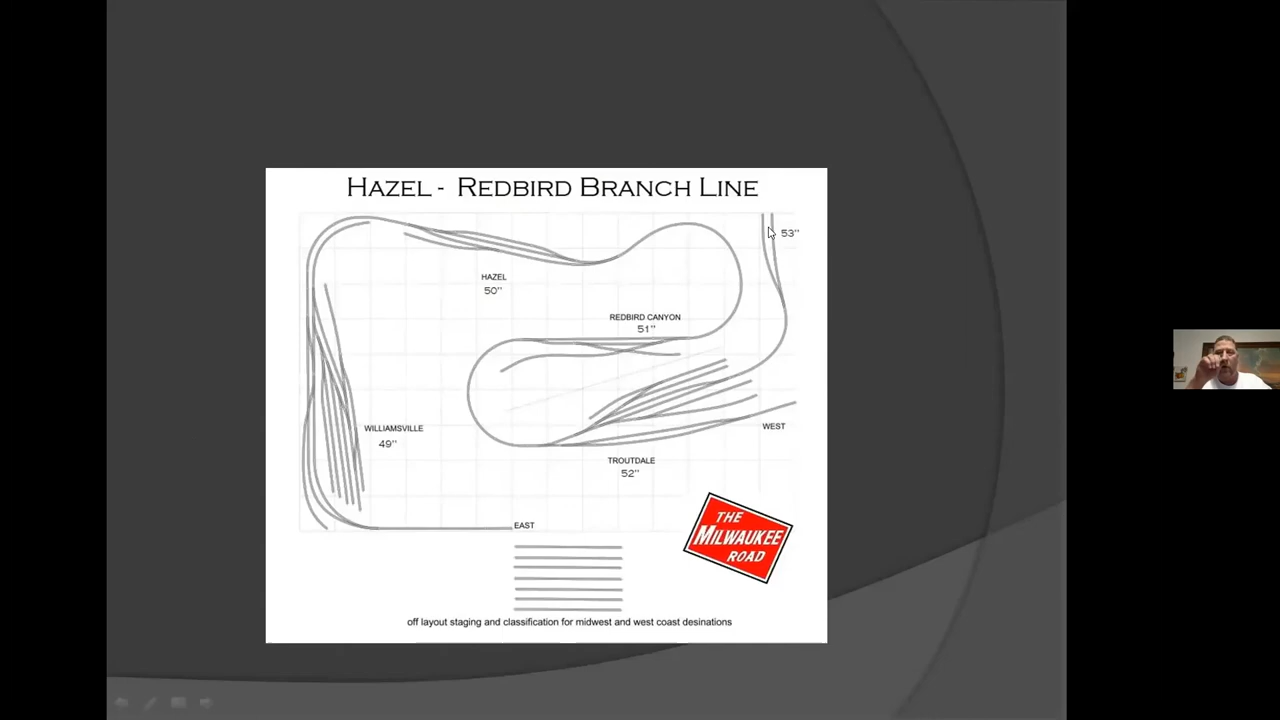 HAZEL - REDBIRD BRANCH LINE
53"
HAZEL
50"
REDBIRD CANYON
51"
WILLIAMSVILLE
49"
WEST
TROUTDALE
52"
EAST
THE
MILWAUKEE
ROAD
off layout staging and classification for midwest and west coast desinations